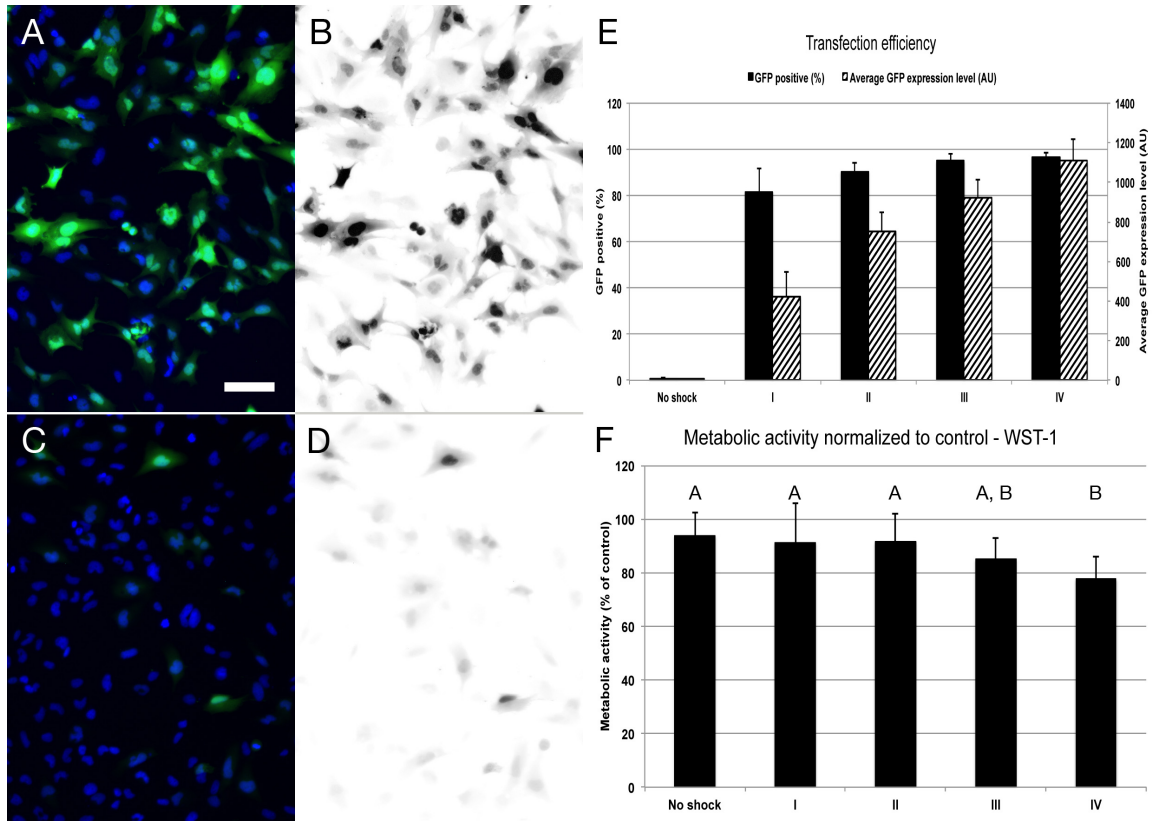 A
B
C
D
E
Transfection efficiency
GFP positive (%) Average GFP expression level (AU)
120
100
80
60
40
20
0
GFP positive (%)
1400
1200
1000
800
600
400
200
0
Average GFP expression level (AU)
No shock I II III IV
F
Metabolic activity normalized to control - WST-1
A A A A, B B
120
100
80
60
40
20
0
Metabolic activity (% of control)
No shock I II III IV